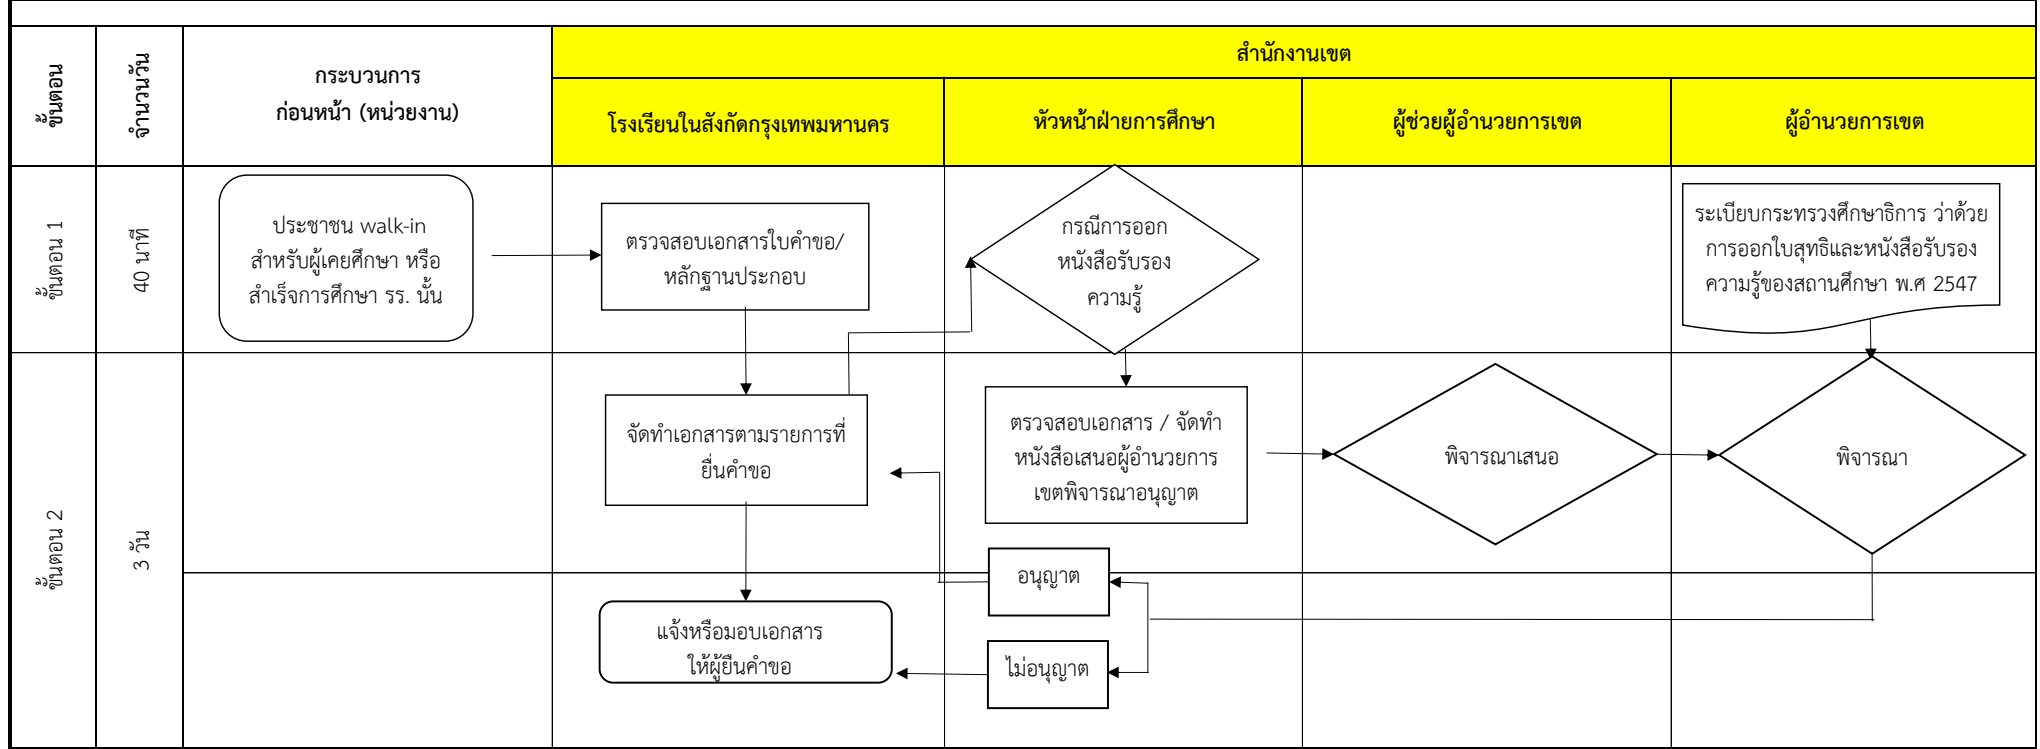 ขั้นตอน
จำนวนวัน
กระบวนการ
ก่อนหน้า (หน่วยงาน)
สำนักงานเขต
โรงเรียนในสังกัดกรุงเทพมหานคร
หัวหน้าฝ่ายการศึกษา
ผู้ช่วยผู้อำนวยการเขต
ผู้อำนวยการเขต
ขั้นตอน 1
40 นาที
ประชาชน walk-in
สำหรับผู้เคยศึกษา หรือ
สำเร็จการศึกษา รร. นั้น
ตรวจสอบเอกสารใบคำขอ/
หลักฐานประกอบ
กรณีการออก
หนังสือรับรอง
ความรู้
ระเบียบกระทรวงศึกษาธิการ ว่าด้วย
การออกใบสุทธิและหนังสือรับรอง
ความรู้ของสถานศึกษา พ.ศ 2547
ขั้นตอน 2
3 วัน
จัดทำเอกสารตามรายการที่
ยื่นคำขอ
ตรวจสอบเอกสาร / จัดทำ
หนังสือเสนอผู้อำนวยการ
เขตพิจารณาอนุญาต
พิจารณาเสนอ
พิจารณา
อนุญาต
แจ้งหรือมอบเอกสาร
ให้ผู้ยืนคำขอ
ไม่อนุญาต